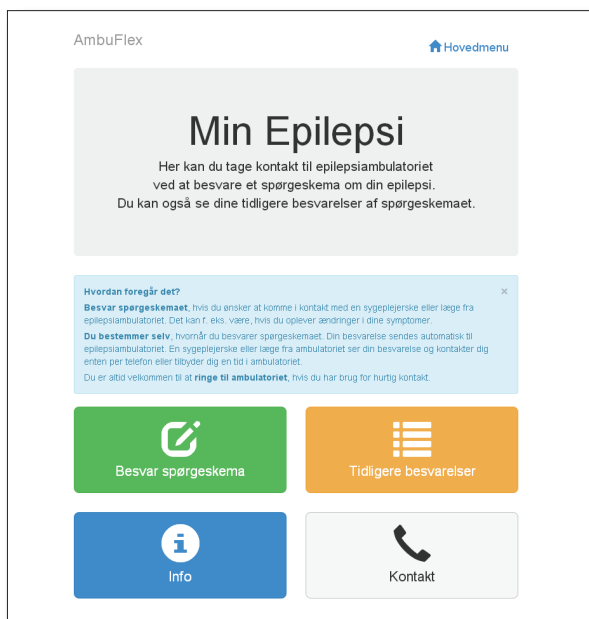 AmbuFlex
Hovedmenu
Min Epilepsi
Her kan du tage kontakt til epilepsiambulatoriet
ved at besvare et spørgeskema om din epilepsi.
Du kan også se dine tidligere besvarelser af spørgeskemaet.
Hvordan foregår det?
×
Besvar spørgeskemaet, hvis du ønsker at komme i kontakt med en sygeplejerske eller læge fra
epilepsiambulatoriet. Det kan f. eks. være, hvis du oplever ændringer i dine symptomer.
Du bestemmer selv, hvornår du besvarer spørgeskemaet. Din besvarelse sendes automatisk til
epilepsiambulatoriet. En sygeplejerske eller læge fra ambulatoriet ser din besvarelse og kontakter dig
enten per telefon eller tilbyder dig en tid i ambulatoriet.
Du er altid velkommen til at ringe til ambulatoriet, hvis du har brug for hurtig kontakt.
Besvar spørgeskema
Tidligere besvarelser
Info
Kontakt